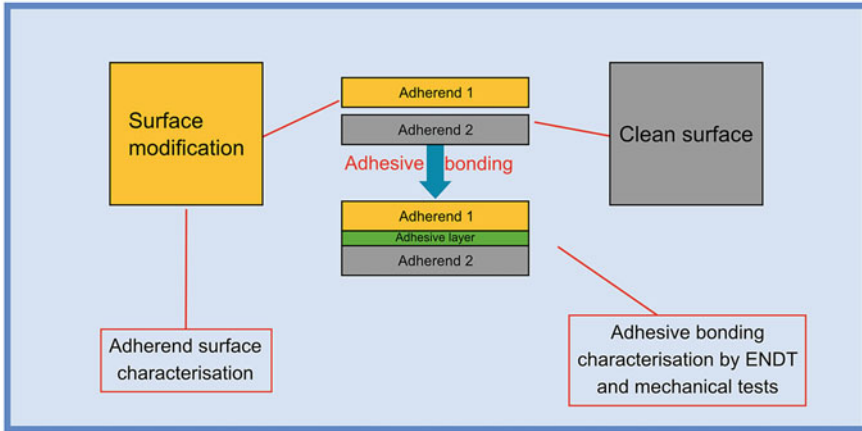 Surface
modification
Adherend 1
Adherend 2
Clean surface
Adhesive bonding
Adherend 1
Adhesive layer
Adherend 2
Adherend surface
characterisation
Adhesive bonding
characterisation by ENDT
and mechanical tests